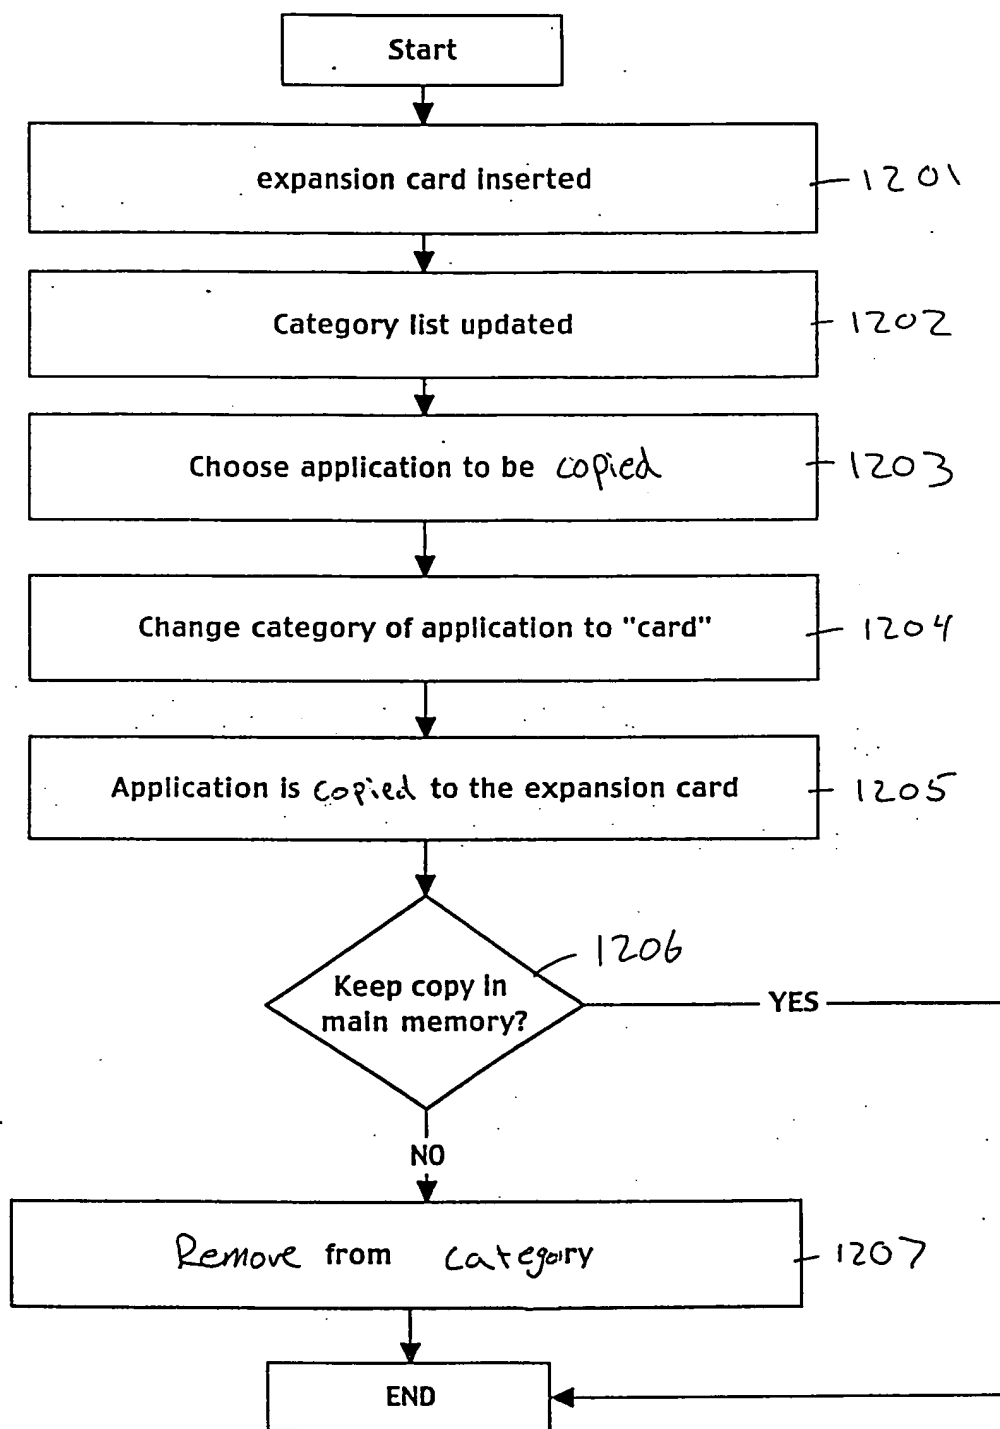 Start
expansion card inserted
1201
Category list updated
1202
Choose application to be copied
1203
Change category of application to "card"
1204
Application is copied to the expansion card
1205
1206
Keep copy in
main memory?
YES
NO
Remove from category
1207
END